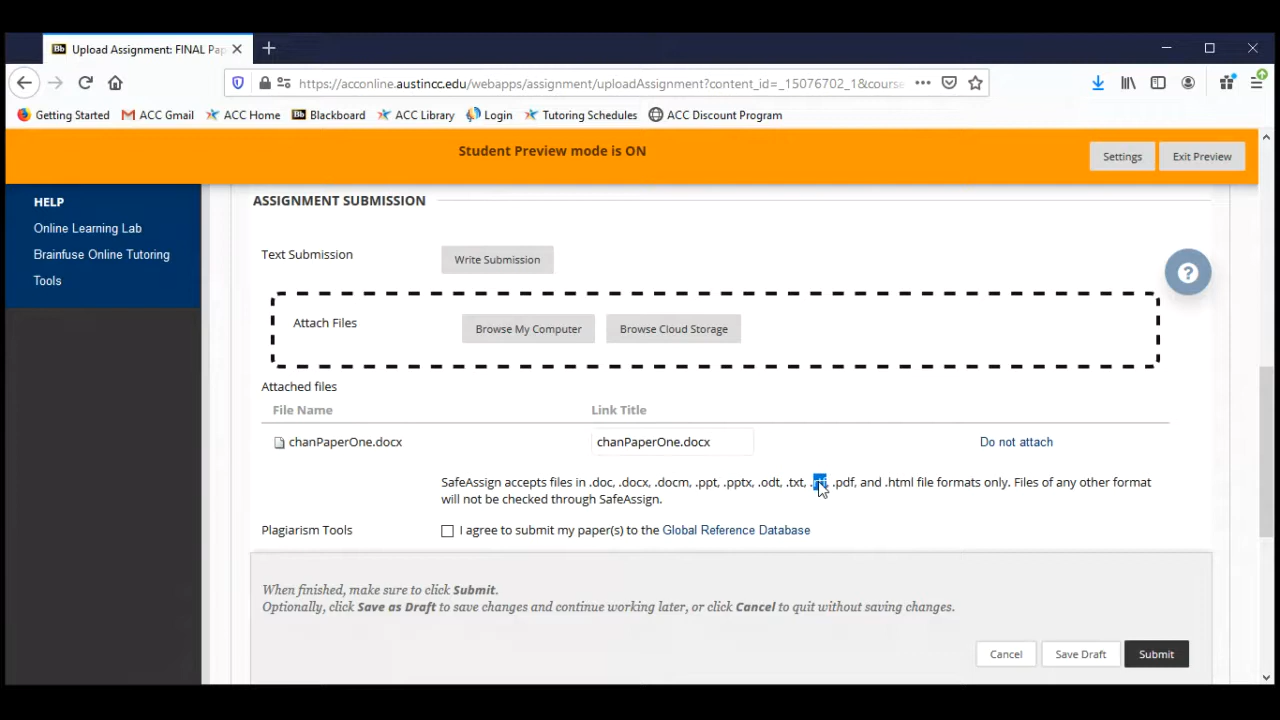 Bb Upload Assignment: FINAL Pap
https://acconline.austincc.edu/webapps/assignment/uploadAssignment?content_id=_15076702_1&course
Getting Started ACC Gmail ACC Home Bb Blackboard ACC Library Login Tutoring Schedules ACC Discount Program
Student Preview mode is ON
Settings Exit Preview
HELP
Online Learning Lab
Brainfuse Online Tutoring
Tools
ASSIGNMENT SUBMISSION
Text Submission Write Submission
?
Attach Files Browse My Computer Browse Cloud Storage
Attached files
File Name Link Title
chanPaperOne.docx chanPaperOne.docx Do not attach
SafeAssign accepts files in .doc, .docx, .docm, .ppt, .pptx, .odt, .txt, .pdf, and .html file formats only. Files of any other format
will not be checked through SafeAssign.
Plagiarism Tools I agree to submit my paper(s) to the Global Reference Database
When finished, make sure to click Submit.
Optionally, click Save as Draft to save changes and continue working later, or click Cancel to quit without saving changes.
Cancel Save Draft Submit